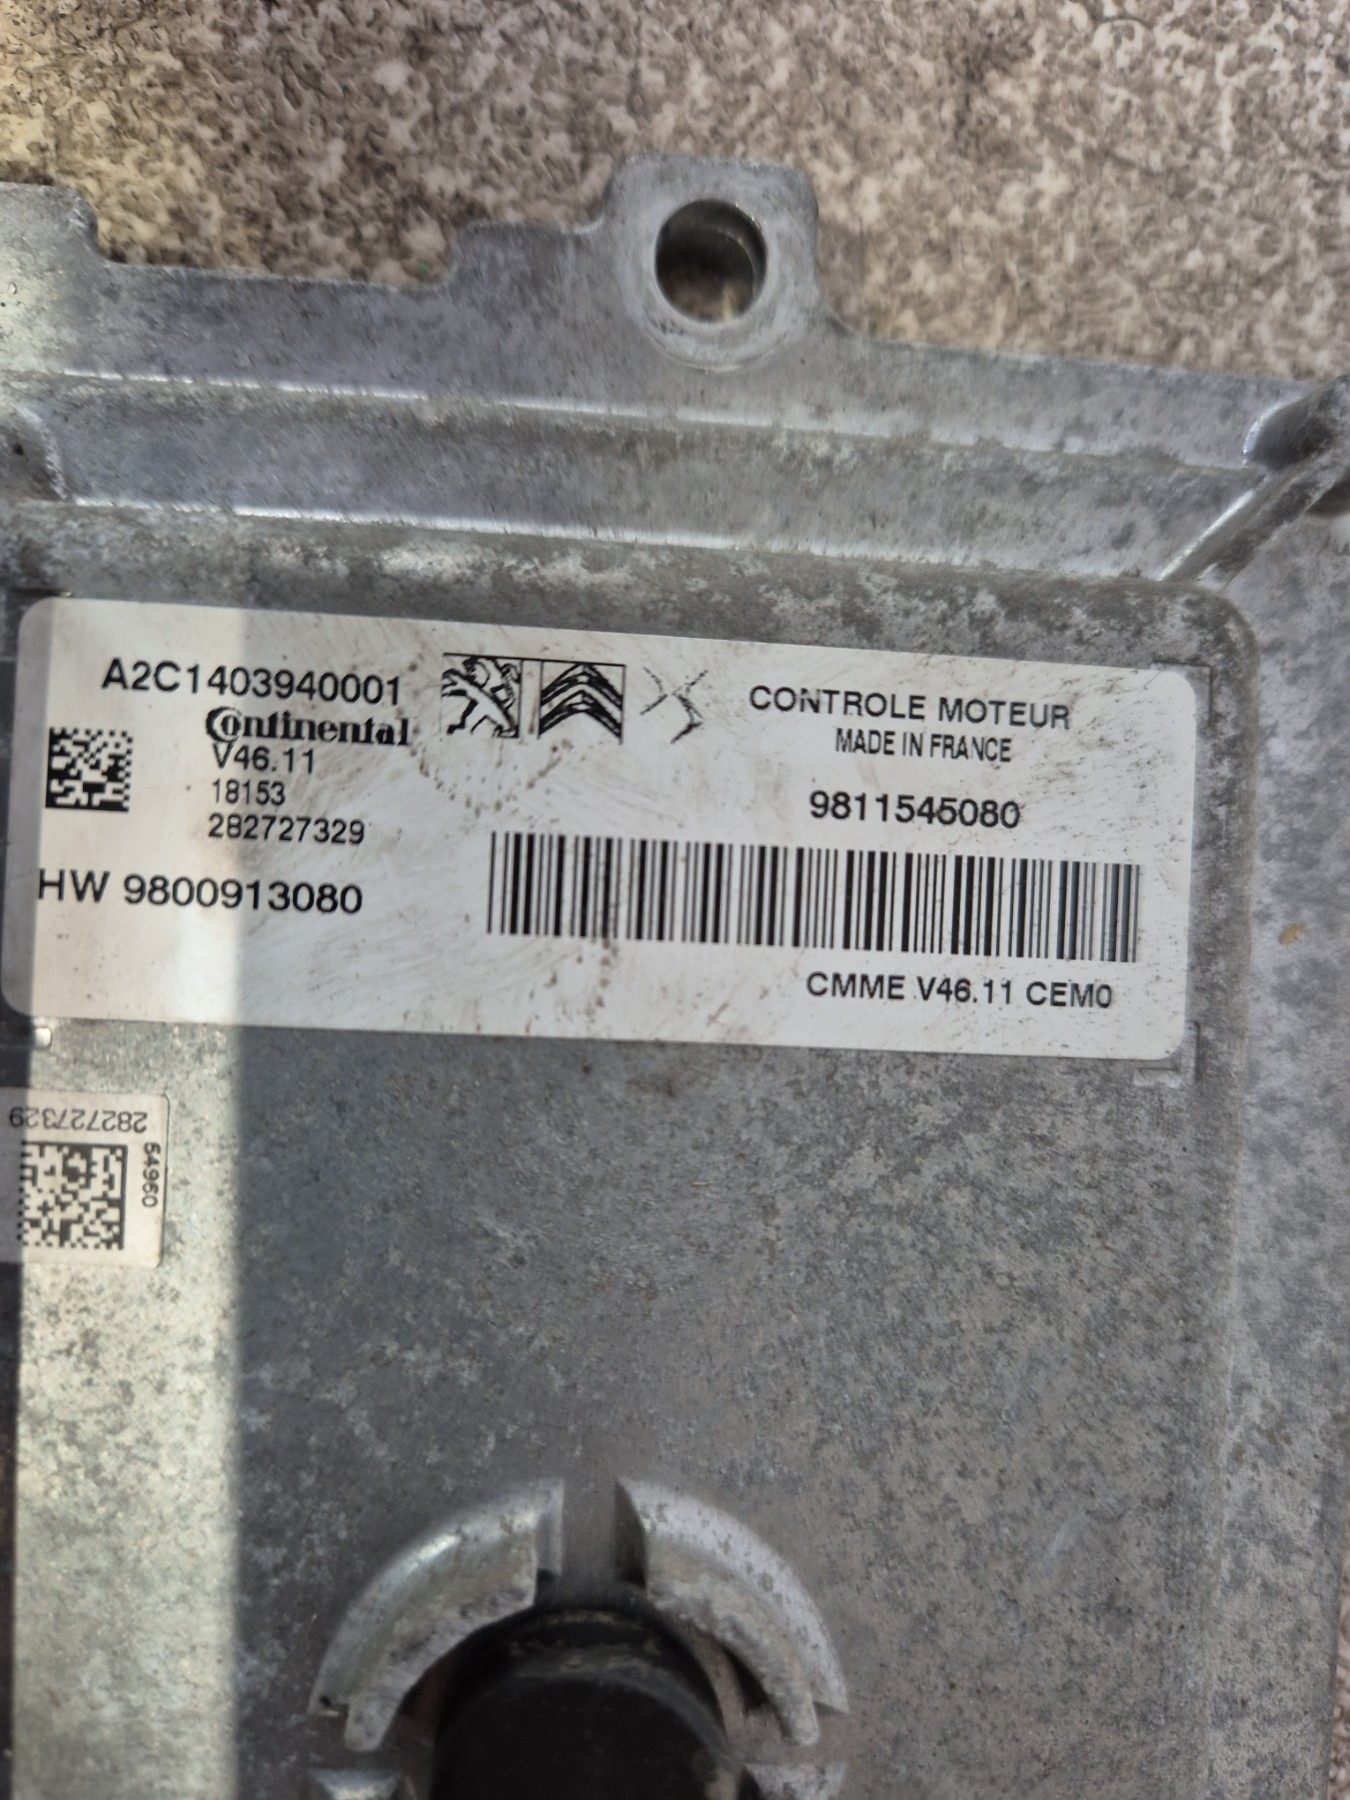 A2C1403940001
Continental
V46.11
18153
282727329
HW 9800913080
CONTROLE MOTEUR
MADE IN FRANCE
9811545080
CMME V46.11 CEM0
282727329
54960